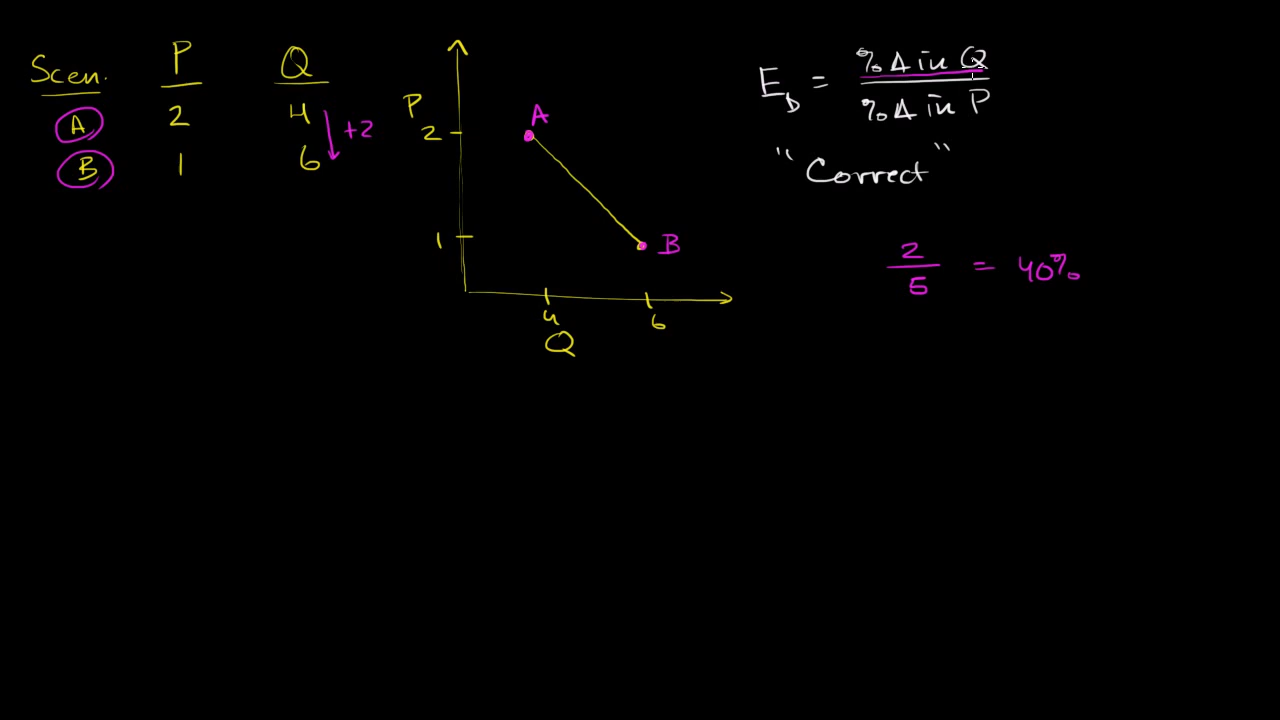 Scen. P Q
A 2 4
B 1 6
+2
P
2
1
A
B
4
6
Q
E_D = %Δ in Q / %Δ in P
"Correct"
2/5 = 40%